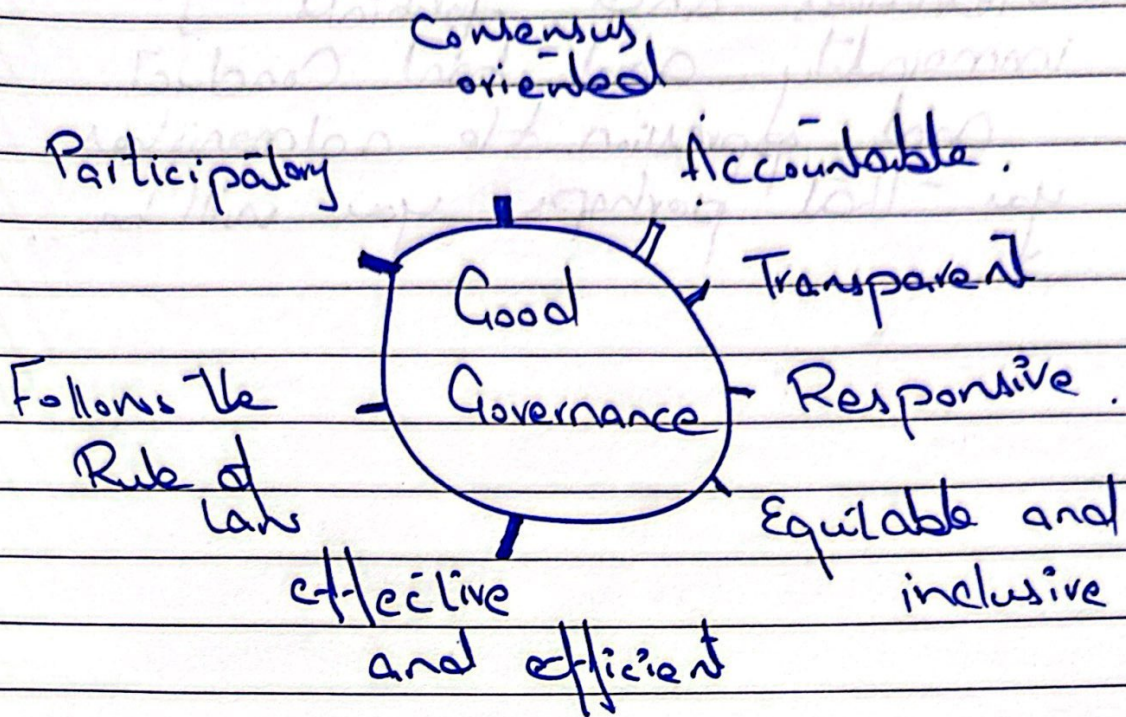 Consensus
oriented
Participatory
Accountable.
Transparent
Good
Governance
Responsive.
Follows the
Rule of
law
Equitable and
inclusive
effective
and efficient